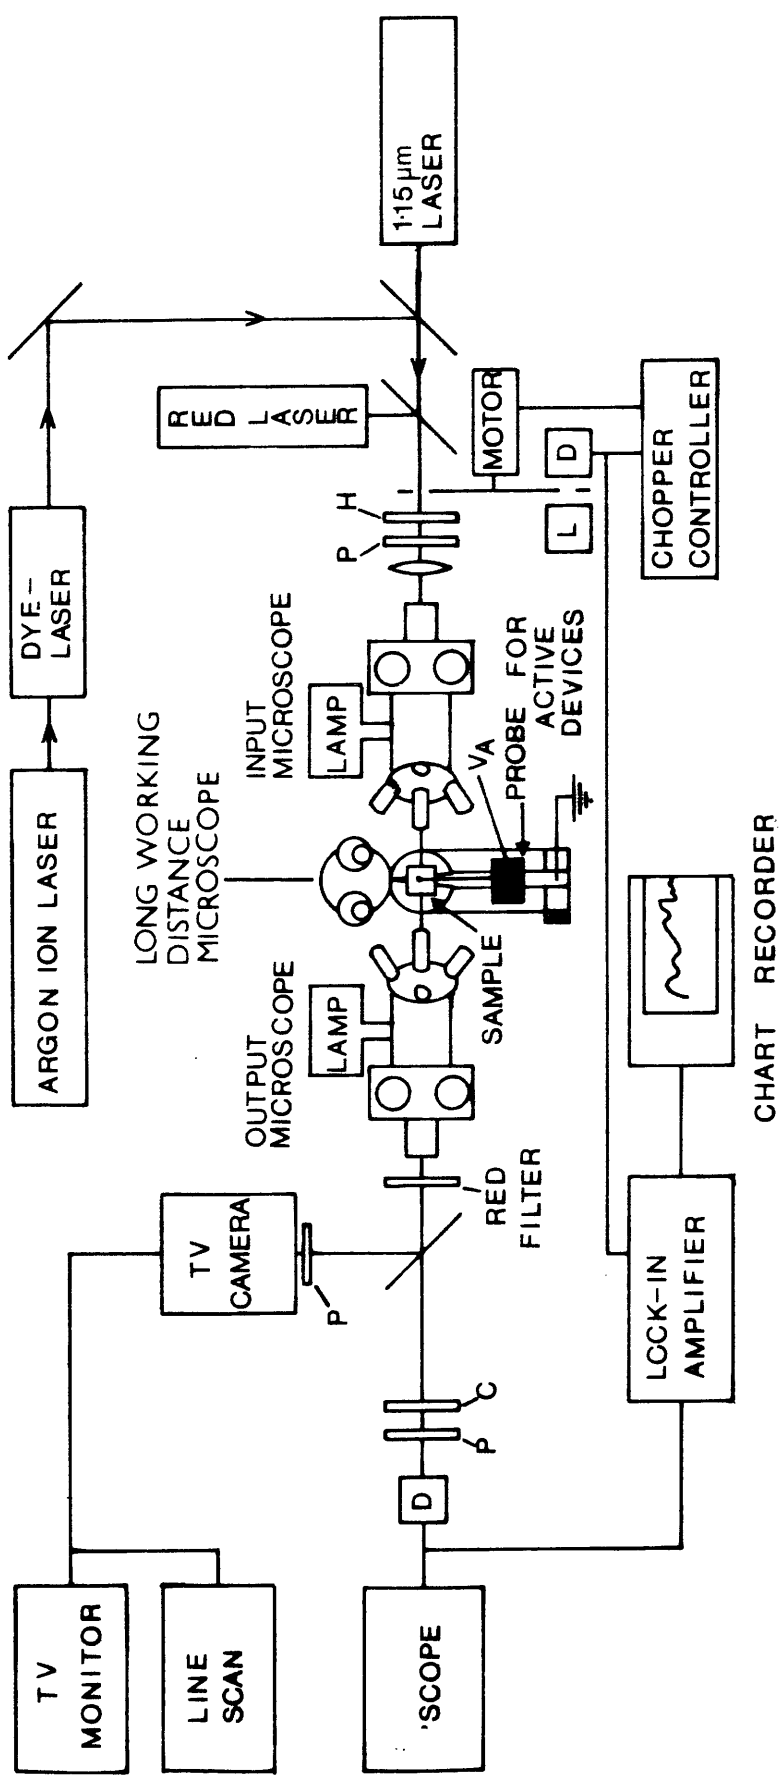 TV
MONITOR
LINE
SCAN
'SCOPE
TV
CAMERA
P
D
P
C
RED
FILTER
LOCK-IN
AMPLIFIER
CHART RECORDER
ARGON ION LASER
DYE-
LASER
OUTPUT
MICROSCOPE
LAMP
SAMPLE
LONG WORKING
DISTANCE
MICROSCOPE
INPUT
MICROSCOPE
LAMP
VA
PROBE FOR
ACTIVE
DEVICES
P
H
L
D
MOTOR
CHOPPER
CONTROLLER
RED LASER
1·15 µm
LASER